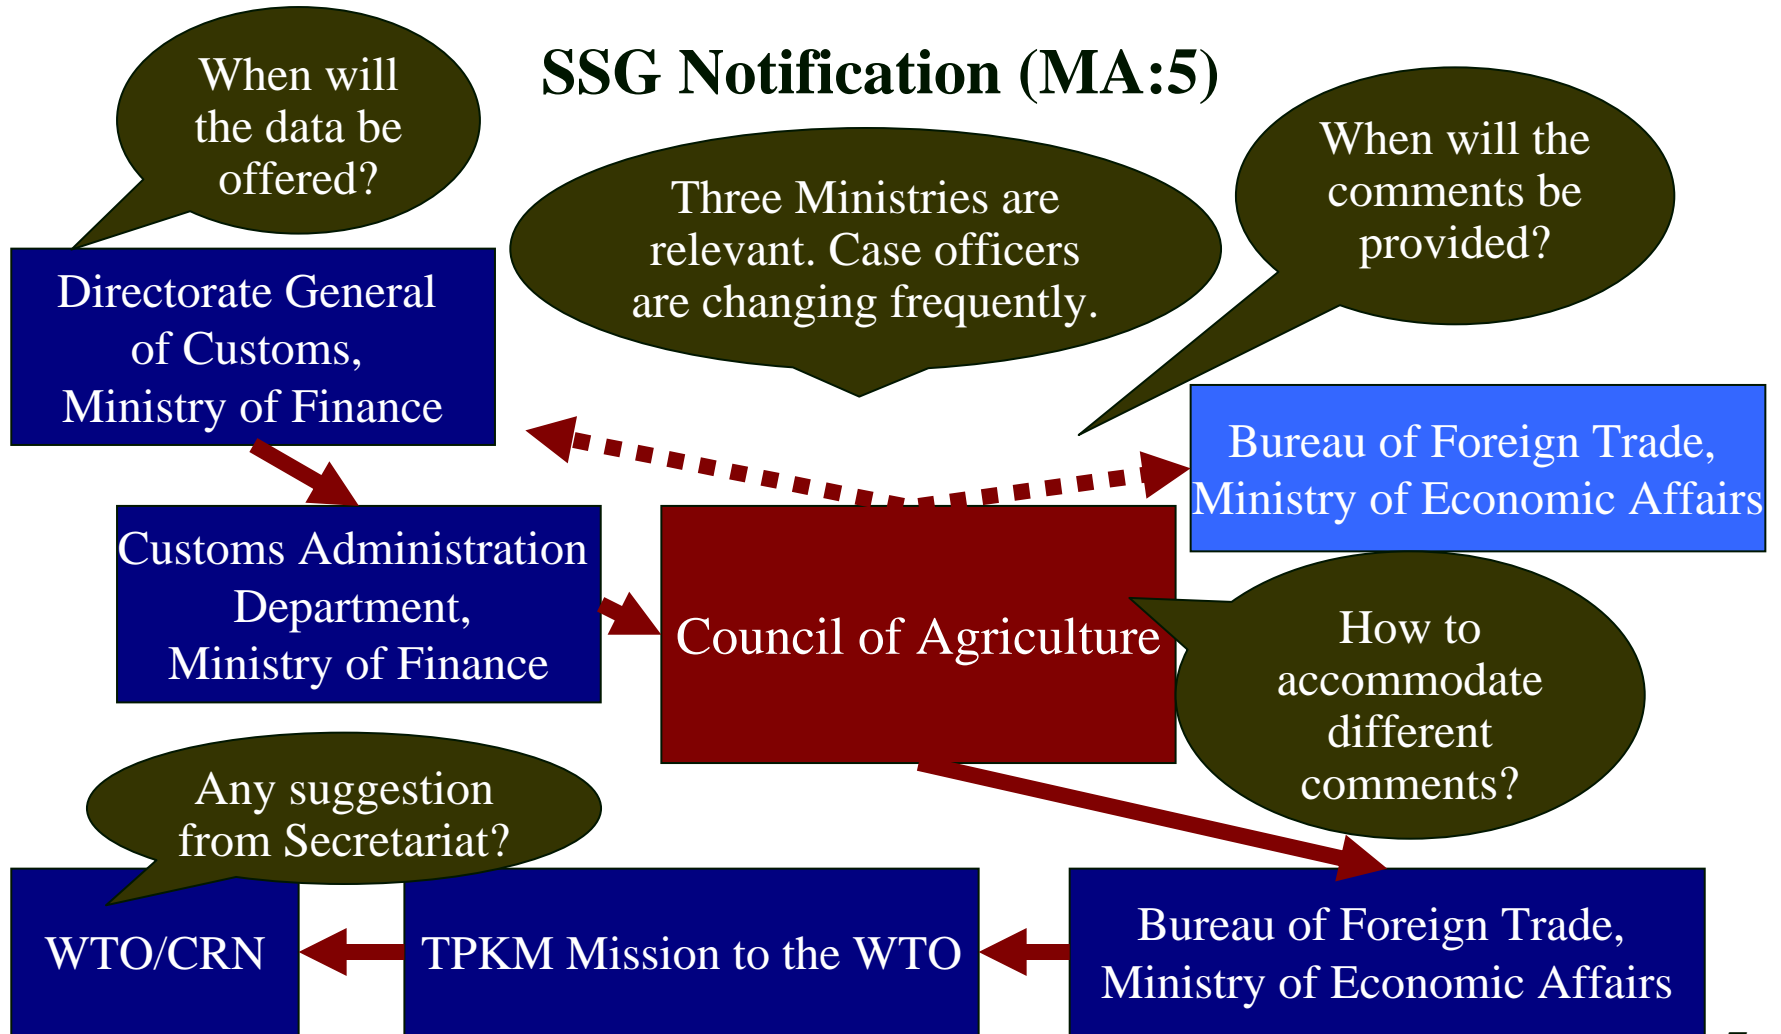 SSG Notification (MA:5)
When will
the data be
offered?
Three Ministries are
relevant. Case officers
are changing frequently.
When will the
comments be
provided?
Directorate General
of Customs,
Ministry of Finance
Bureau of Foreign Trade,
Ministry of Economic Affairs
Customs Administration
Department,
Ministry of Finance
Council of Agriculture
How to
accommodate
different
comments?
Any suggestion
from Secretariat?
WTO/CRN
TPKM Mission to the WTO
Bureau of Foreign Trade,
Ministry of Economic Affairs